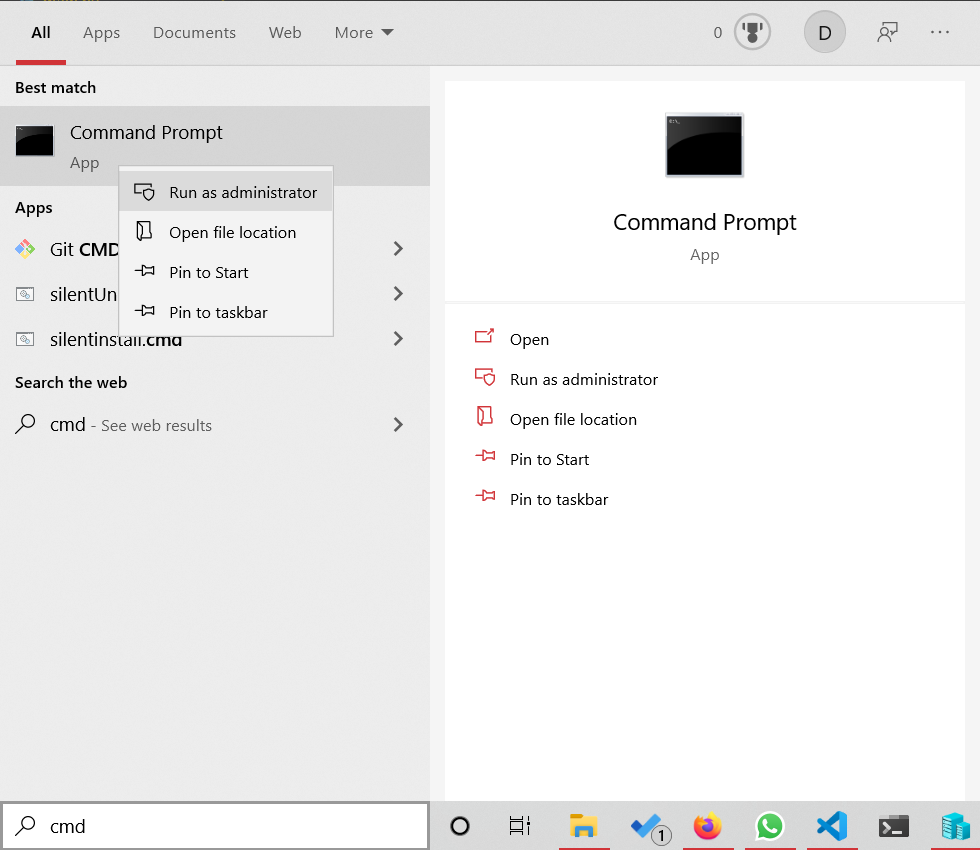 All Apps Documents Web More 0 D ...
Best match
Command Prompt
App
Run as administrator
Open file location
Pin to Start
Pin to taskbar
Apps
Git CMD
silentUn
silentinstall.cmd
Search the web
cmd - See web results
Command Prompt
App
Open
Run as administrator
Open file location
Pin to Start
Pin to taskbar
cmd
1